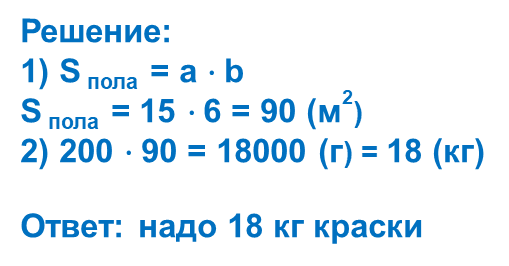 Решение:
1) S пола = a · b
S пола = 15 · 6 = 90 (м²)
2) 200 · 90 = 18000 (г) = 18 (кг)
Ответ: надо 18 кг краски